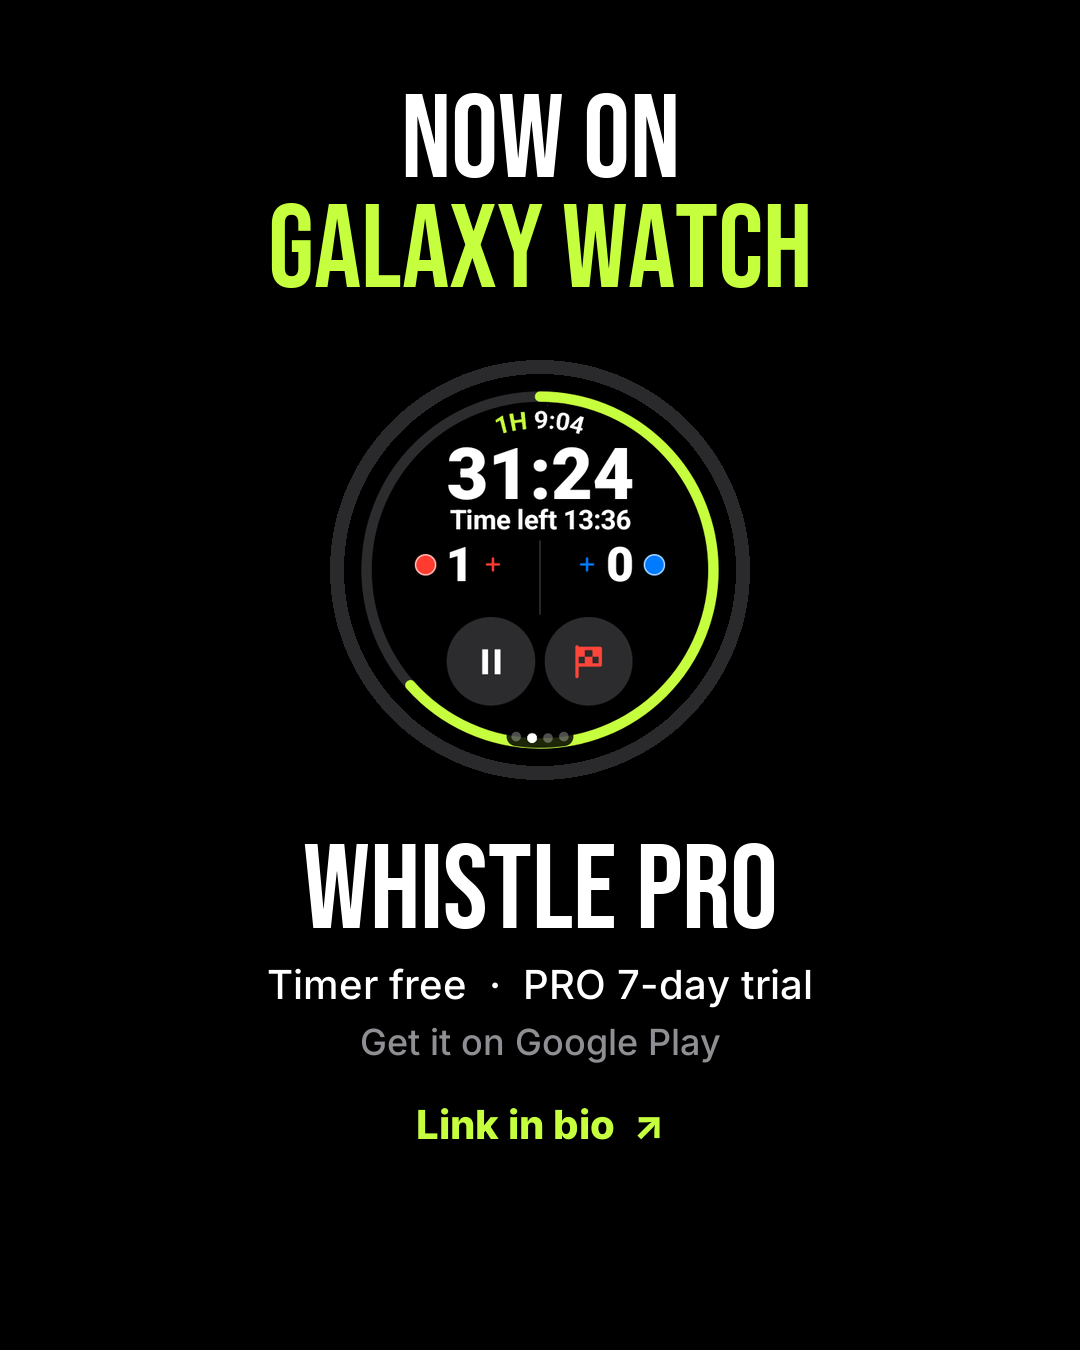 NOW ON
GALAXY WATCH
1H 9:04
31:24
Time left 13:36
1 + + 0
WHISTLE PRO
Timer free · PRO 7-day trial
Get it on Google Play
Link in bio ↗